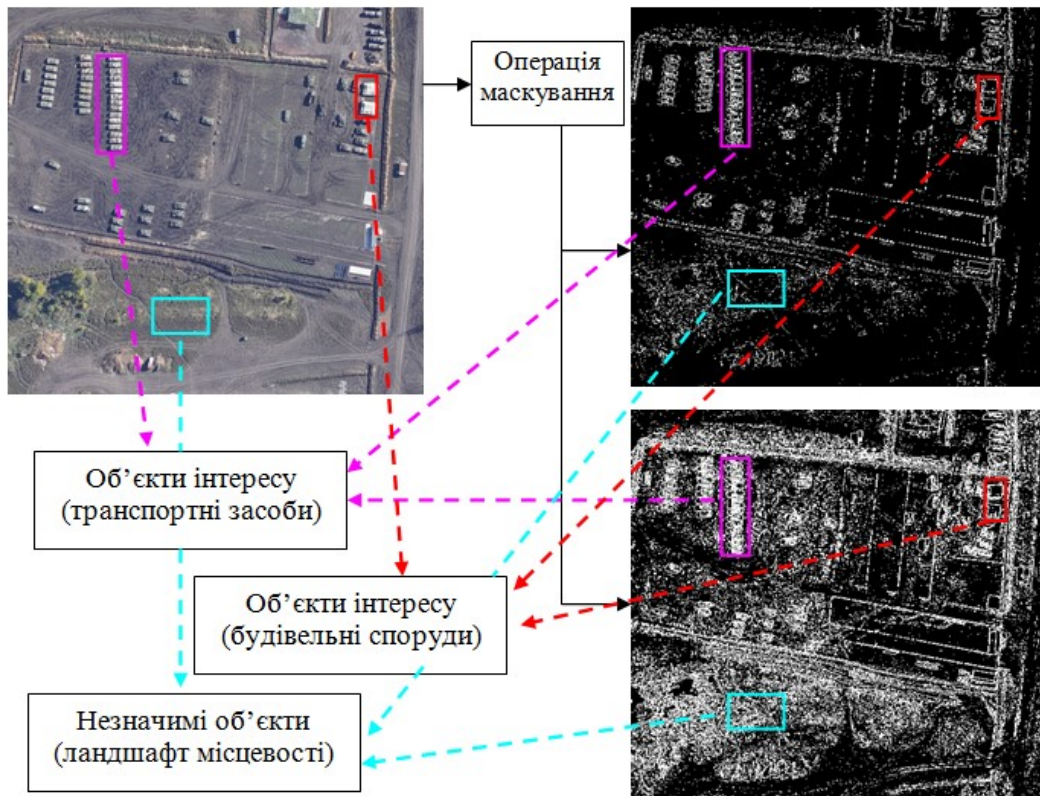 Операція
маскування
Об’єкти інтересу
(транспортні засоби)
Об’єкти інтересу
(будівельні споруди)
Незначимі об’єкти
(ландшафт місцевості)